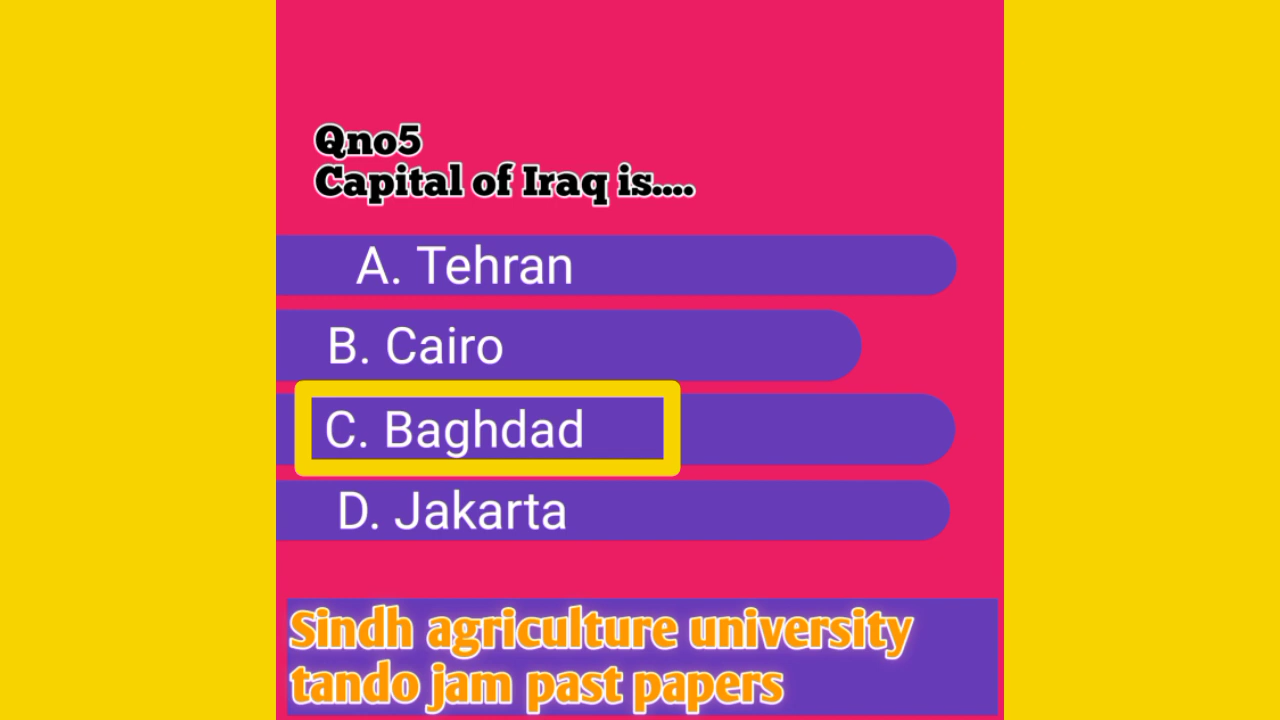 Qno5
Capital of Iraq is....
A. Tehran
B. Cairo
C. Baghdad
D. Jakarta
Sindh agriculture university
tando jam past papers